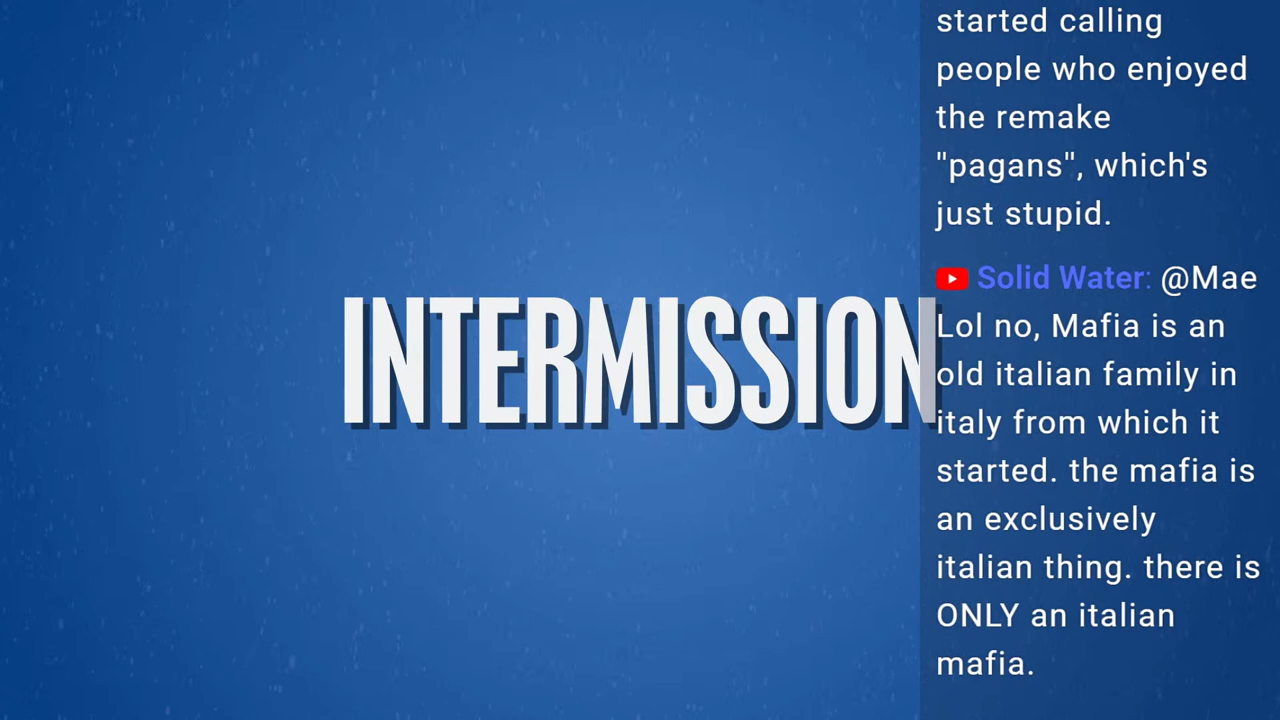 INTERMISSION
started calling
people who enjoyed
the remake
"pagans", which's
just stupid.
Solid Water: @Mae
Lol no, Mafia is an
old italian family in
italy from which it
started. the mafia is
an exclusively
italian thing. there is
ONLY an italian
mafia.